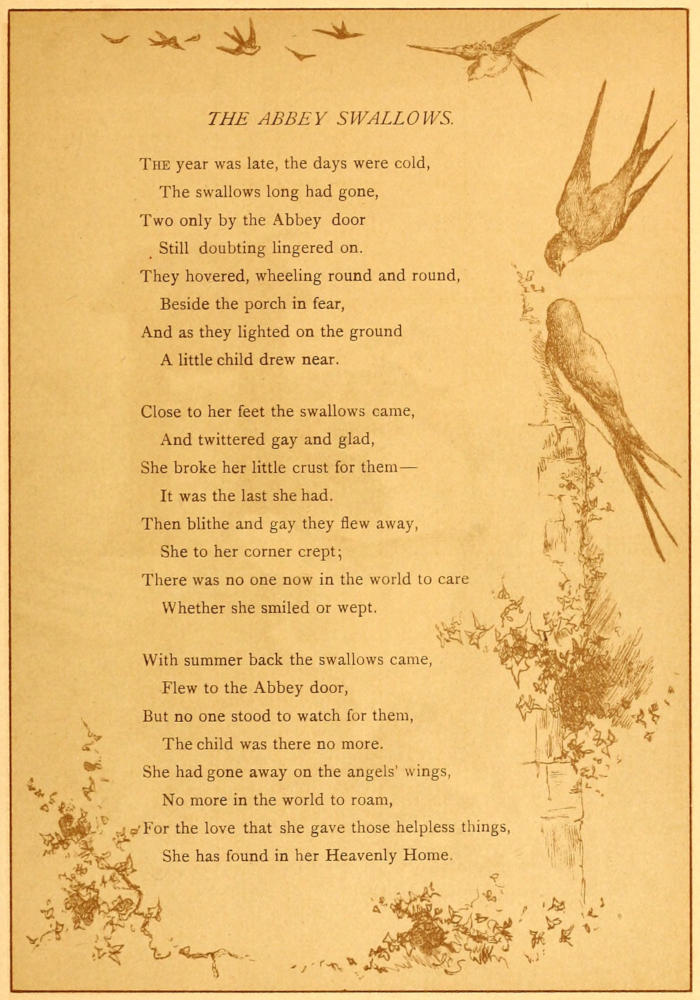 THE ABBEY SWALLOWS.
THE year was late, the days were cold,
The swallows long had gone,
Two only by the Abbey door
Still doubting lingered on.
They hovered, wheeling round and round,
Beside the porch in fear,
And as they lighted on the ground
A little child drew near.
Close to her feet the swallows came,
And twittered gay and glad,
She broke her little crust for them—
It was the last she had.
Then blithe and gay they flew away,
She to her corner crept;
There was no one now in the world to care
Whether she smiled or wept.
With summer back the swallows came,
Flew to the Abbey door,
But no one stood to watch for them,
The child was there no more.
She had gone away on the angels' wings,
No more in the world to roam,
For the love that she gave those helpless things,
She has found in her Heavenly Home.